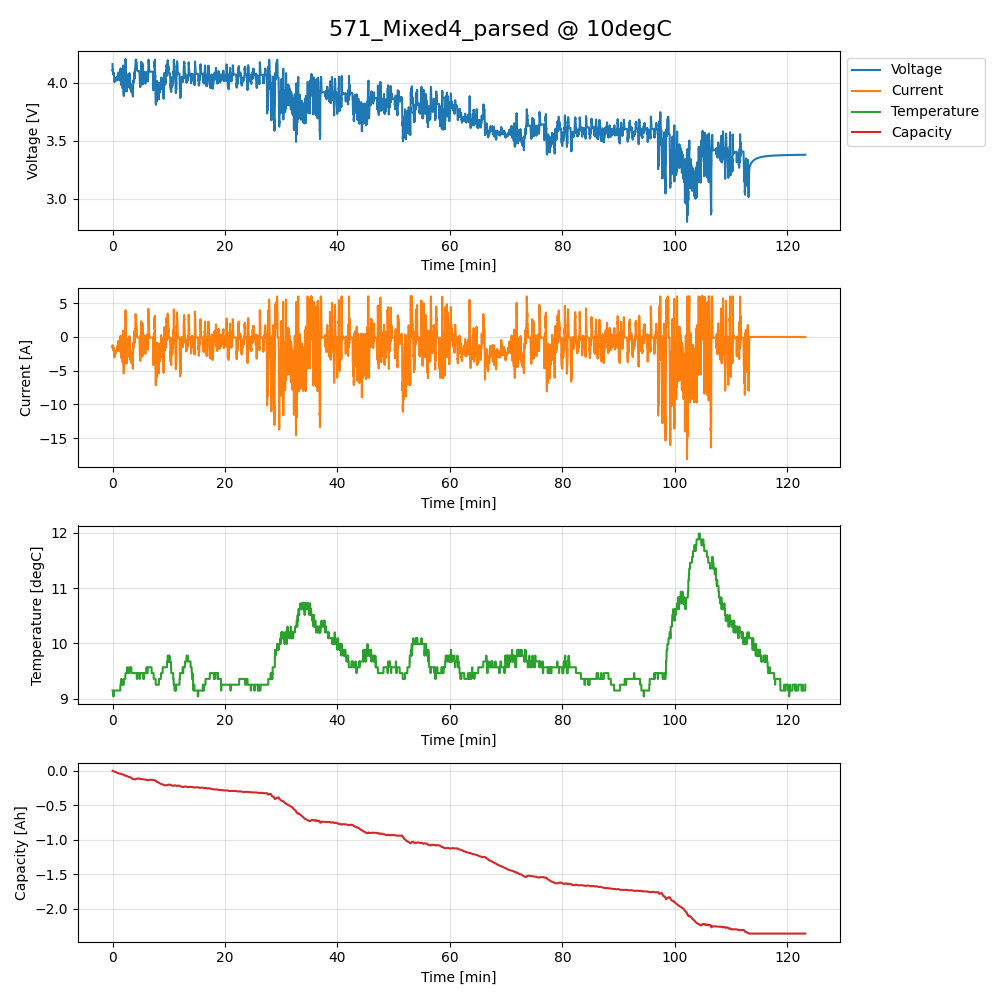 571_Mixed4_parsed @ 10degC
Voltage [V]
4.0
3.5
3.0
0 20 40 60 80 100 120
Time [min]
Voltage
Current
Temperature
Capacity
Current [A]
5
0
−5
−10
−15
0 20 40 60 80 100 120
Time [min]
Temperature [degC]
12
11
10
9
0 20 40 60 80 100 120
Time [min]
Capacity [Ah]
0.0
−0.5
−1.0
−1.5
−2.0
0 20 40 60 80 100 120
Time [min]